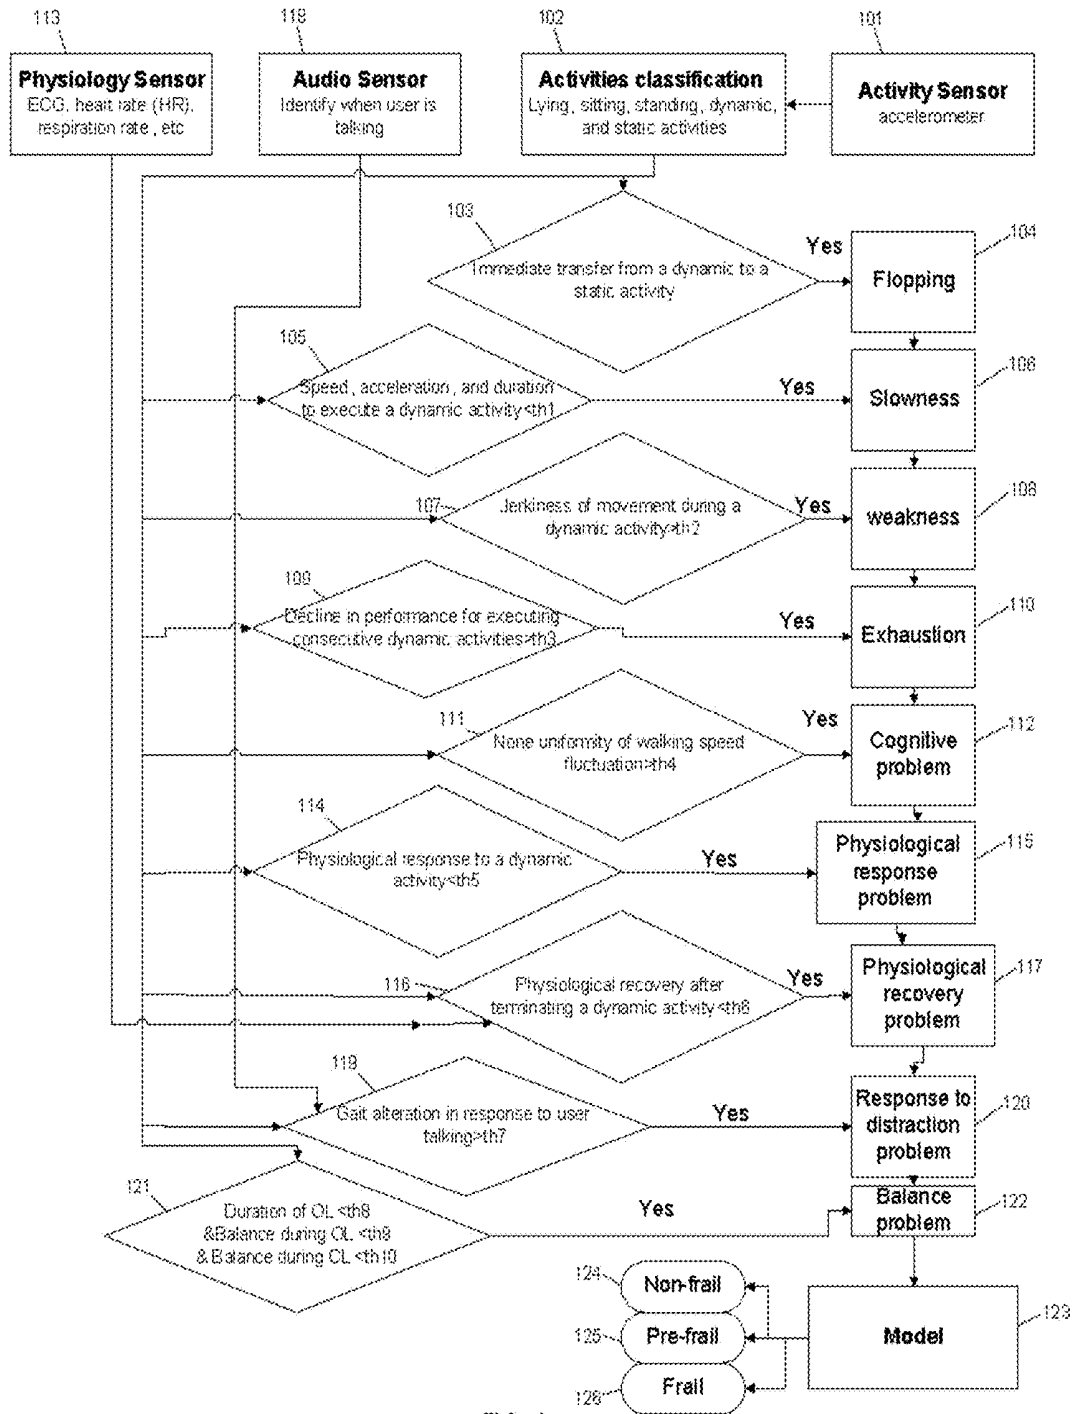 113
118
102
101
Physiology Sensor
ECG, heart rate (HR),
respiration rate, etc
Audio Sensor
Identify when user is
talking
Activities classification
Lying, sitting, standing, dynamic,
and static activities
Activity Sensor
accelerometer
103
Immediate transfer from a dynamic to a
static activity
Yes
104
Flopping
105
Speed, acceleration, and duration
to execute a dynamic activity<th1
Yes
106
Slowness
107
Jerkiness of movement during a
dynamic activity>th2
Yes
108
weakness
109
Decline in performance for executing
consecutive dynamic activities>th3
Yes
110
Exhaustion
111
None uniformity of walking speed
fluctuation>th4
Yes
112
Cognitive
problem
114
Physiological response to a dynamic
activity<th5
Yes
115
Physiological
response
problem
116
Physiological recovery after
terminating a dynamic activity<th6
Yes
117
Physiological
recovery
problem
119
Gait alteration in response to user
talking>th7
Yes
120
Response to
distraction
problem
121
Duration of OL <th8
&Balance during OL <th9
& Balance during CL <th10
Yes
122
Balance
problem
124
Non-frail
125
Pre-frail
126
Frail
Model
123